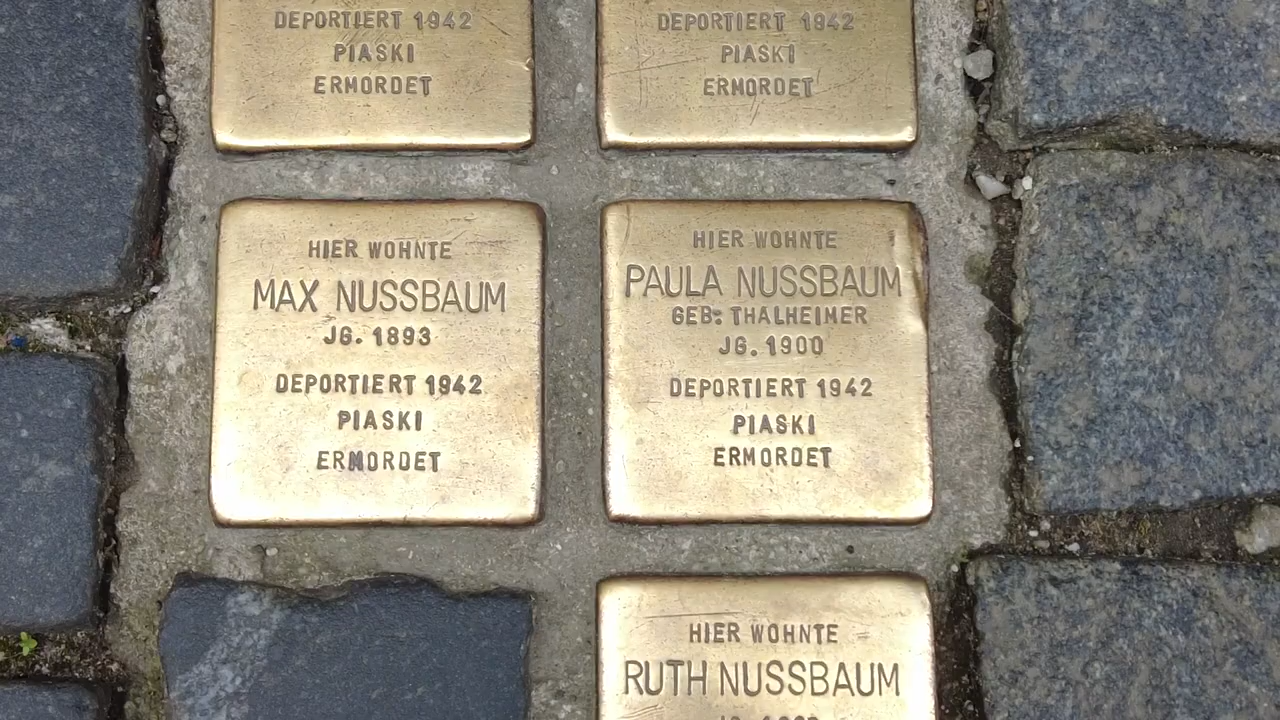 DEPORTIERT 1942
PIASKI
ERMORDET
DEPORTIERT 1942
PIASKI
ERMORDET
HIER WOHNTE
MAX NUSSBAUM
JG. 1893
DEPORTIERT 1942
PIASKI
ERMORDET
HIER WOHNTE
PAULA NUSSBAUM
GEB. THALHEIMER
JG. 1900
DEPORTIERT 1942
PIASKI
ERMORDET
HIER WOHNTE
RUTH NUSSBAUM